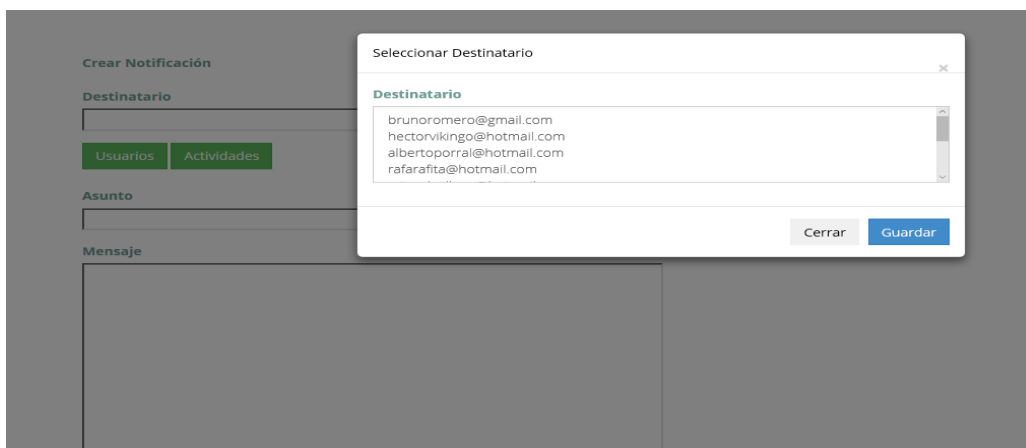 Crear Notificación
Destinatario
Usuarios Actividades
Asunto
Mensaje
Seleccionar Destinatario
×
Destinatario
brunoromero@gmail.com
hectorvikingo@hotmail.com
albertoporral@hotmail.com
rafarafita@hotmail.com
Cerrar Guardar